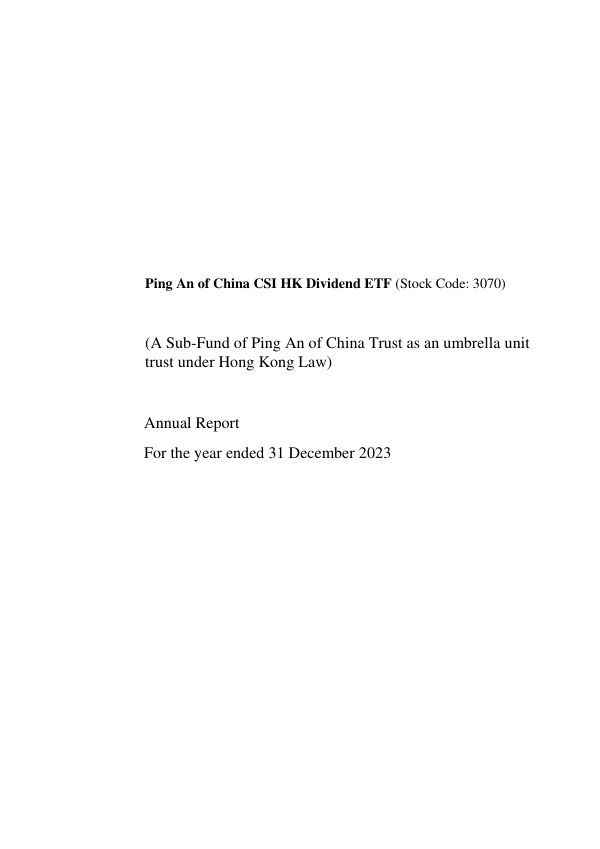 Ping An of China CSI HK Dividend ETF (Stock Code: 3070)
(A Sub-Fund of Ping An of China Trust as an umbrella unit
trust under Hong Kong Law)
Annual Report
For the year ended 31 December 2023